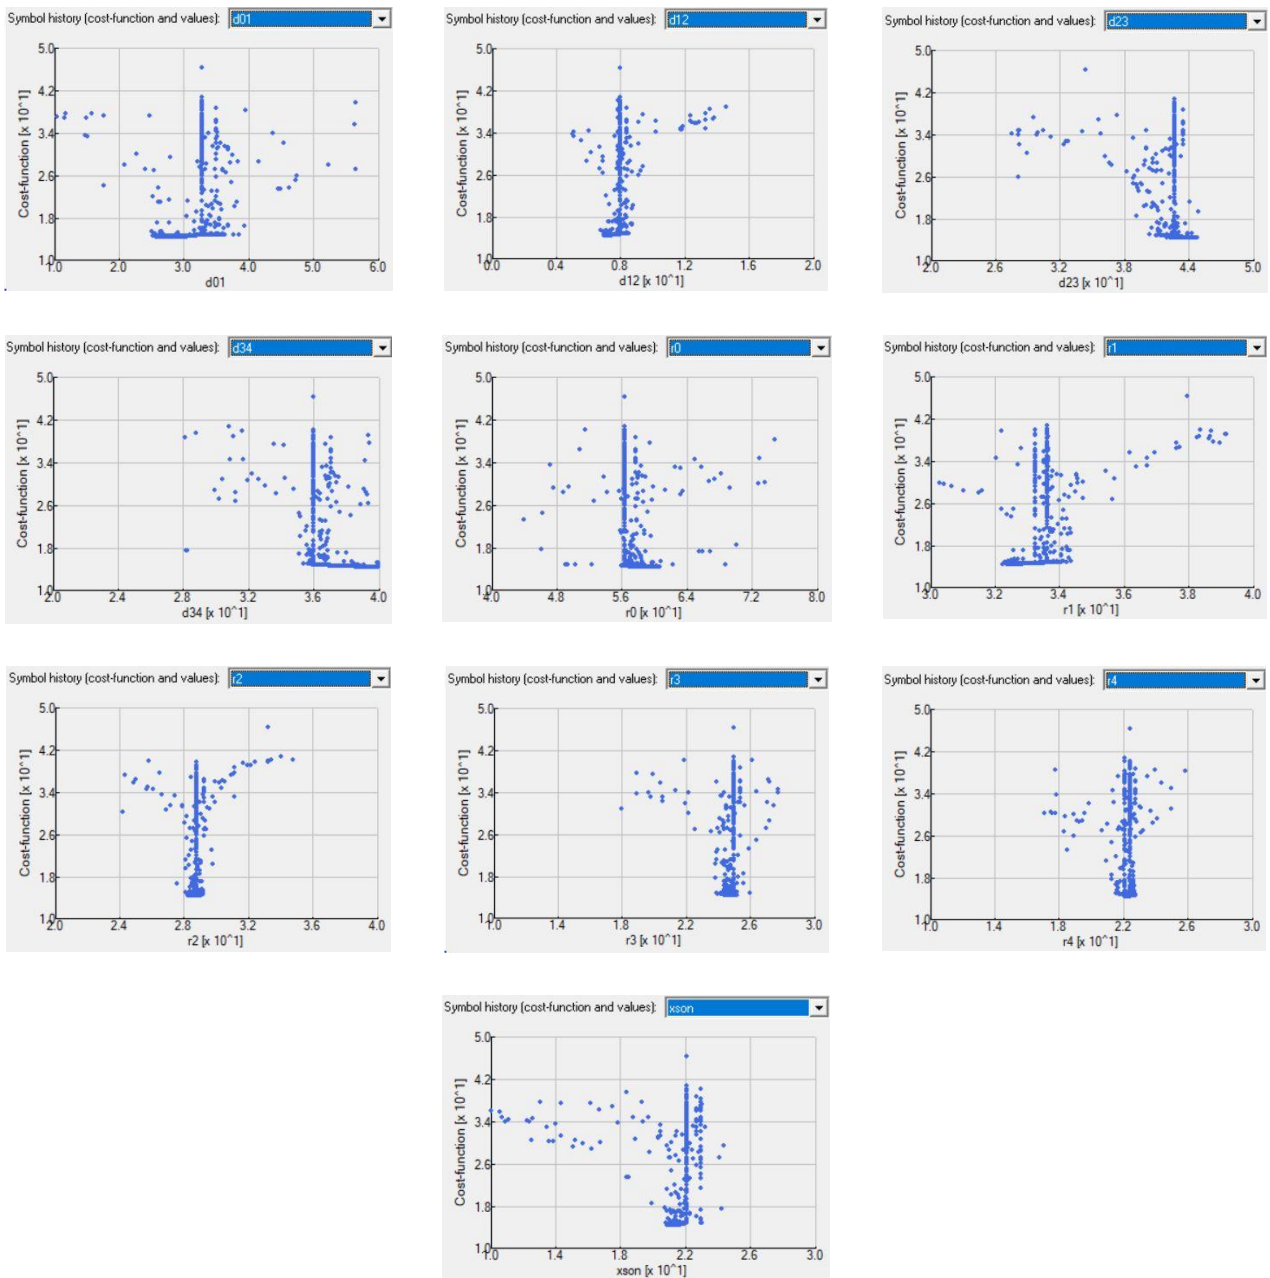 Symbol history (cost-function and values): d01
Cost-function [x 10^1]
5.0
4.2
3.4
2.6
1.8
1.0
1.0 2.0 3.0 4.0 5.0 6.0
d01
Symbol history (cost-function and values): d12
Cost-function [x 10^1]
5.0
4.2
3.4
2.6
1.8
1.0
0.0 0.4 0.8 1.2 1.6 2.0
d12 [x 10^1]
Symbol history (cost-function and values): d23
Cost-function [x 10^1]
5.0
4.2
3.4
2.6
1.8
1.0
2.0 2.6 3.2 3.8 4.4 5.0
d23 [x 10^1]
Symbol history (cost-function and values): d34
Cost-function [x 10^1]
5.0
4.2
3.4
2.6
1.8
1.0
2.0 2.4 2.8 3.2 3.6 4.0
d34 [x 10^1]
Symbol history (cost-function and values): r0
Cost-function [x 10^1]
5.0
4.2
3.4
2.6
1.8
1.0
4.0 4.8 5.6 6.4 7.2 8.0
r0 [x 10^1]
Symbol history (cost-function and values): r1
Cost-function [x 10^1]
5.0
4.2
3.4
2.6
1.8
1.0
3.0 3.2 3.4 3.6 3.8 4.0
r1 [x 10^1]
Symbol history (cost-function and values): r2
Cost-function [x 10^1]
5.0
4.2
3.4
2.6
1.8
1.0
2.0 2.4 2.8 3.2 3.6 4.0
r2 [x 10^1]
Symbol history (cost-function and values): r3
Cost-function [x 10^1]
5.0
4.2
3.4
2.6
1.8
1.0
1.0 1.4 1.8 2.2 2.6 3.0
r3 [x 10^1]
Symbol history (cost-function and values): r4
Cost-function [x 10^1]
5.0
4.2
3.4
2.6
1.8
1.0
1.0 1.4 1.8 2.2 2.6 3.0
r4 [x 10^1]
Symbol history (cost-function and values): xson
Cost-function [x 10^1]
5.0
4.2
3.4
2.6
1.8
1.0
1.0 1.4 1.8 2.2 2.6 3.0
xson [x 10^1]